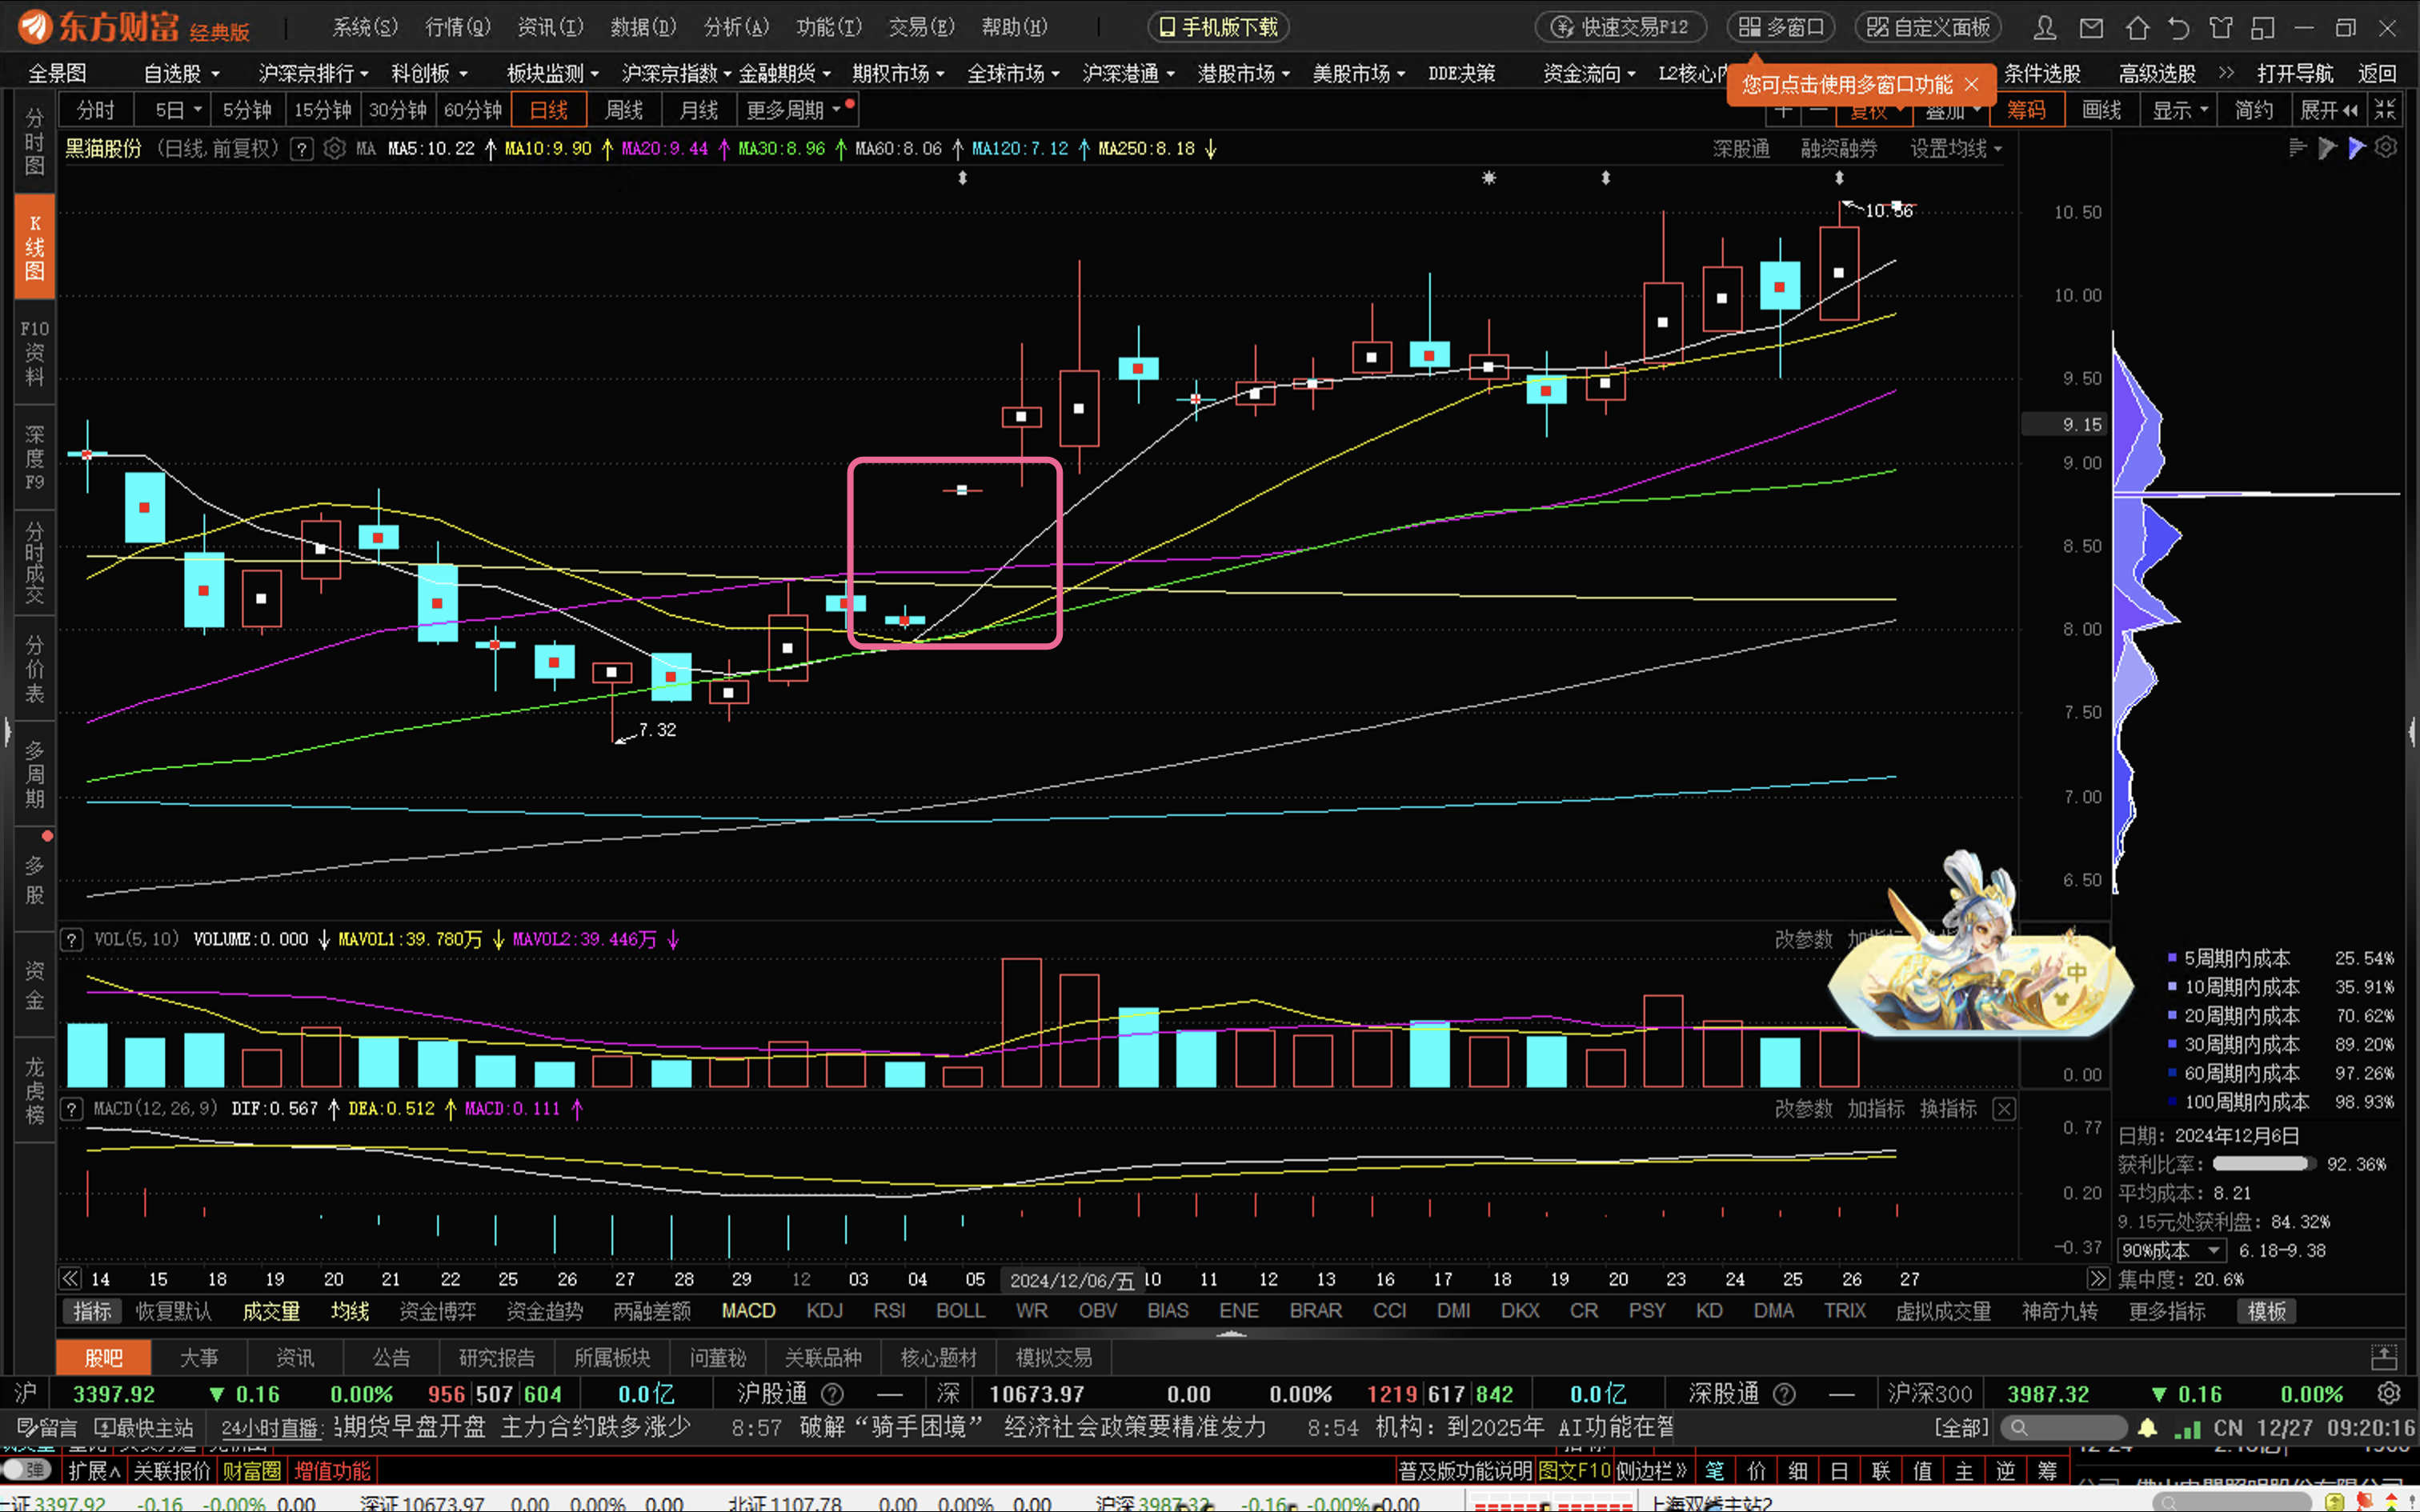 东方财富 经典版 系统(S) 行情(Q) 资讯(I) 数据(D) 分析(A) 功能(T) 交易(E) 帮助(H) 手机版下载 快速交易F12 多窗口 自定义面板
全景图 自选股 沪深京排行 科创板 板块监测 沪深京指数 金融期货 期权市场 全球市场 沪深港通 港股市场 美股市场 DDE决策 资金流向 L2核心 条件选股 高级选股 打开导航 返回
您可点击使用多窗口功能 ×
分时 5日 5分钟 15分钟 30分钟 60分钟 日线 周线 月线 更多周期 复权 叠加 筹码 画线 显示 简约 展开
黑猫股份 (日线,前复权) ? MA MA5:10.22 ↑ MA10:9.90 ↑ MA20:9.44 ↑ MA30:8.96 ↑ MA60:8.06 ↑ MA120:7.12 ↑ MA250:8.18 ↓ 深股通 融资融券 设置均线
分时图
K线图
F10资料
深度F9
分时成交
分价表
多周期
多股
资金
龙虎榜
10.56
7.32
10.50
10.00
9.50
9.15
9.00
8.50
8.00
7.50
7.00
6.50
? VOL(5,10) VOLUME:0.000 ↓ MAVOL1:39.780万 ↓ MAVOL2:39.446万 ↓ 改参数
中
0.00
5周期内成本 25.54%
10周期内成本 35.91%
20周期内成本 70.62%
30周期内成本 89.20%
60周期内成本 97.26%
100周期内成本 98.93%
? MACD(12,26,9) DIF:0.567 ↑ DEA:0.512 ↑ MACD:0.111 ↑ 改参数 加指标 换指标
0.77
0.20
-0.37
日期: 2024年12月6日
获利比率: 92.36%
平均成本: 8.21
9.15元处获利盘: 84.32%
90%成本 6.18-9.38
集中度: 20.6%
14 15 18 19 20 21 22 25 26 27 28 29 12 03 04 05 2024/12/06/五 10 11 12 13 16 17 18 19 20 23 24 25 26 27
指标 恢复默认 成交量 均线 资金博弈 资金趋势 两融差额 MACD KDJ RSI BOLL WR OBV BIAS ENE BRAR CCI DMI DKX CR PSY KD DMA TRIX 虚拟成交量 神奇九转 更多指标 模板
股吧 大事 资讯 公告 研究报告 所属板块 问董秘 关联品种 核心题材 模拟交易
沪 3397.92 ▼ 0.16 0.00% 956 507 604 0.0亿 沪股通 ? — 深 10673.97 0.00 0.00% 1219 617 842 0.0亿 深股通 ? — 沪深300 3987.32 ▼ 0.16 0.00%
留言 最快主站 24小时直播: 期货早盘开盘 主力合约跌多涨少 8:57 破解“骑手困境” 经济社会政策要精准发力 8:54 机构: 到2025年 AI功能在智 [全部] CN 12/27 09:20:16
弹 扩展∧ 关联报价 财富圈 增值功能 普及版功能说明 图文F10 侧边栏》 笔 价 细 日 联 值 主 逆 筹
证 3397.92 -0.16 -0.00% 0.00 深证 10673.97 0.00 0.00% 0.00 北证 1107.78 0.00 0.00% 0.00 沪深 3987.32 -0.16 -0.00% 0.00 上海双线主站2